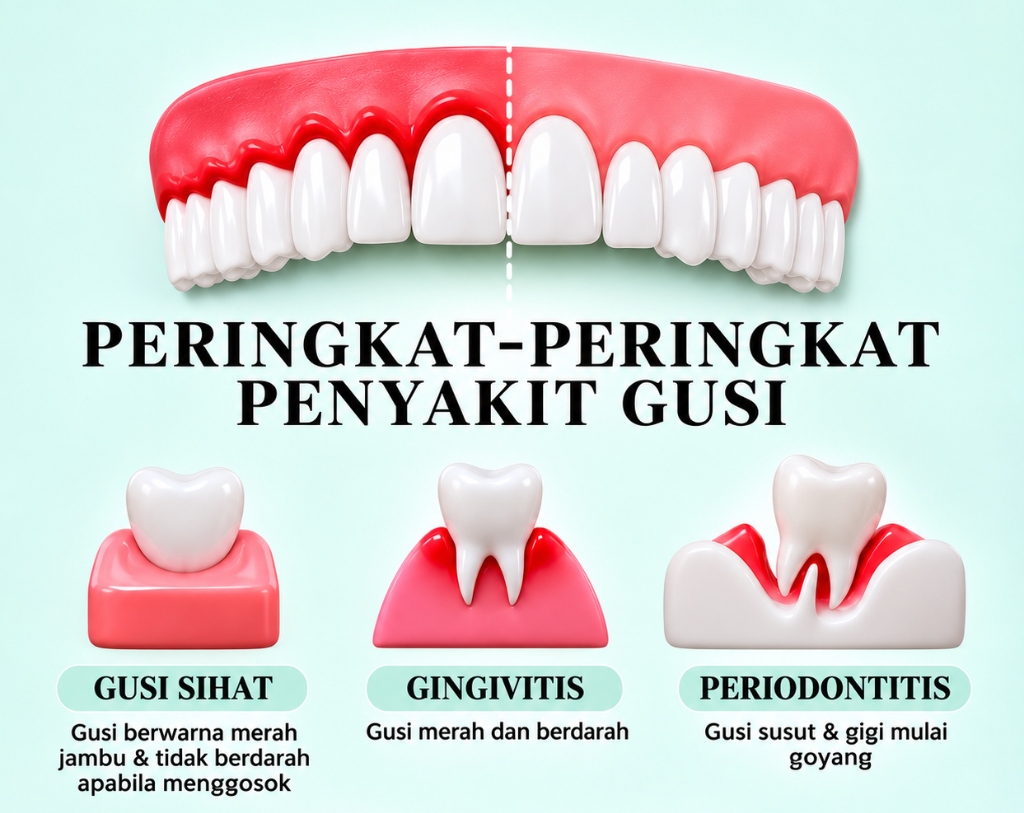 PERINGKAT-PERINGKAT
PENYAKIT GUSI
GUSI SIHAT
Gusi berwarna merah
jambu & tidak berdarah
apabila menggosok
GINGIVITIS
Gusi merah dan berdarah
PERIODONTITIS
Gusi susut & gigi mulai
goyang